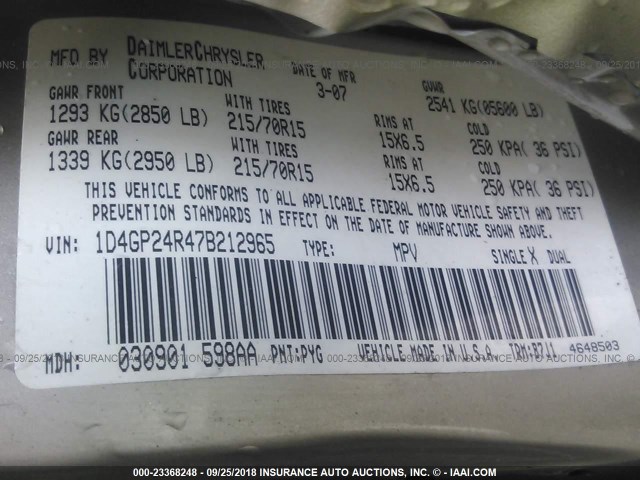 MFD BY DAIMLERCHRYSLER CORPORATION DATE OF MFR 3-07 GVWR 2541 KG(05600 LB)
GAWR FRONT WITH TIRES RIMS AT COLD
1293 KG(2850 LB) 215/70R15 15X6.5 250 KPA( 36 PSI)
GAWR REAR WITH TIRES RIMS AT COLD
1339 KG(2950 LB) 215/70R15 15X6.5 250 KPA( 36 PSI)
THIS VEHICLE CONFORMS TO ALL APPLICABLE FEDERAL MOTOR VEHICLE SAFETY AND THEFT
PREVENTION STANDARDS IN EFFECT ON THE DATE OF MANUFACTURE SHOWN ABOVE.
VIN: 1D4GP24R47B212965 TYPE: MPV SINGLE X DUAL
MDH: 030901 598AA PNT:PYG VEHICLE MADE IN U.S.A. TRM:B7J1 4648503
000-23368248 - 09/25/2018 INSURANCE AUTO AUCTIONS, INC. - © - IAAI.COM